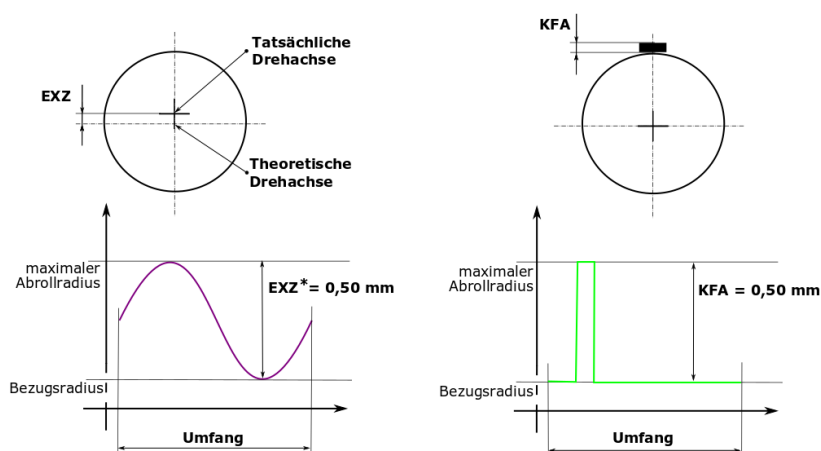 Tatsächliche
Drehachse
EXZ
Theoretische
Drehachse
KFA
maximaler
Abrollradius
EXZ*= 0,50 mm
Bezugsradius
Umfang
maximaler
Abrollradius
KFA = 0,50 mm
Bezugsradius
Umfang